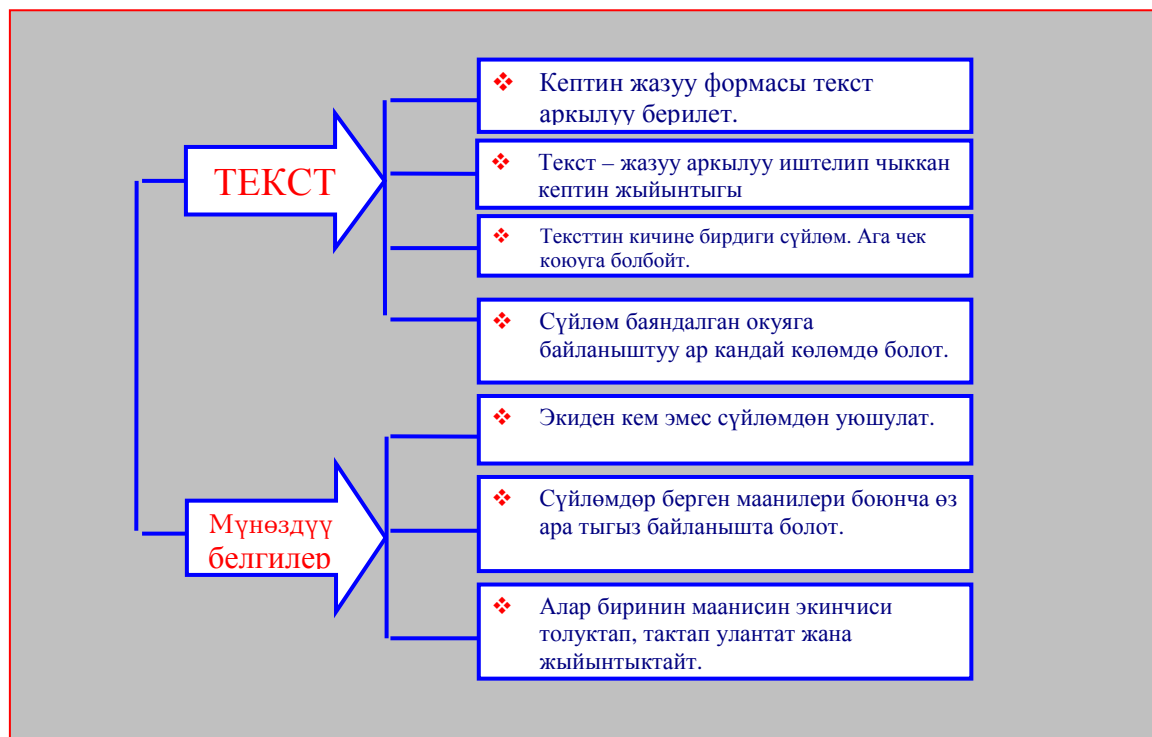 ТЕКСТ
❖ Кептин жазуу формасы текст
аркылуу берилет.
❖ Текст – жазуу аркылуу иштелип чыккан
кептин жыйынтыгы
❖ Тексттин кичине бирдиги сүйлөм. Ага чек
коюуга болбойт.
❖ Сүйлөм баяндалган окуяга
байланыштуу ар кандай көлөмдө болот.
Мүнөздүү
белгилер
❖ Экиден кем эмес сүйлөмдөн уюшулат.
❖ Сүйлөмдөр берген маанилери боюнча өз
ара тыгыз байланышта болот.
❖ Алар биринин маанисин экинчиси
толуктап, тактап улантат жана
жыйынтыктайт.